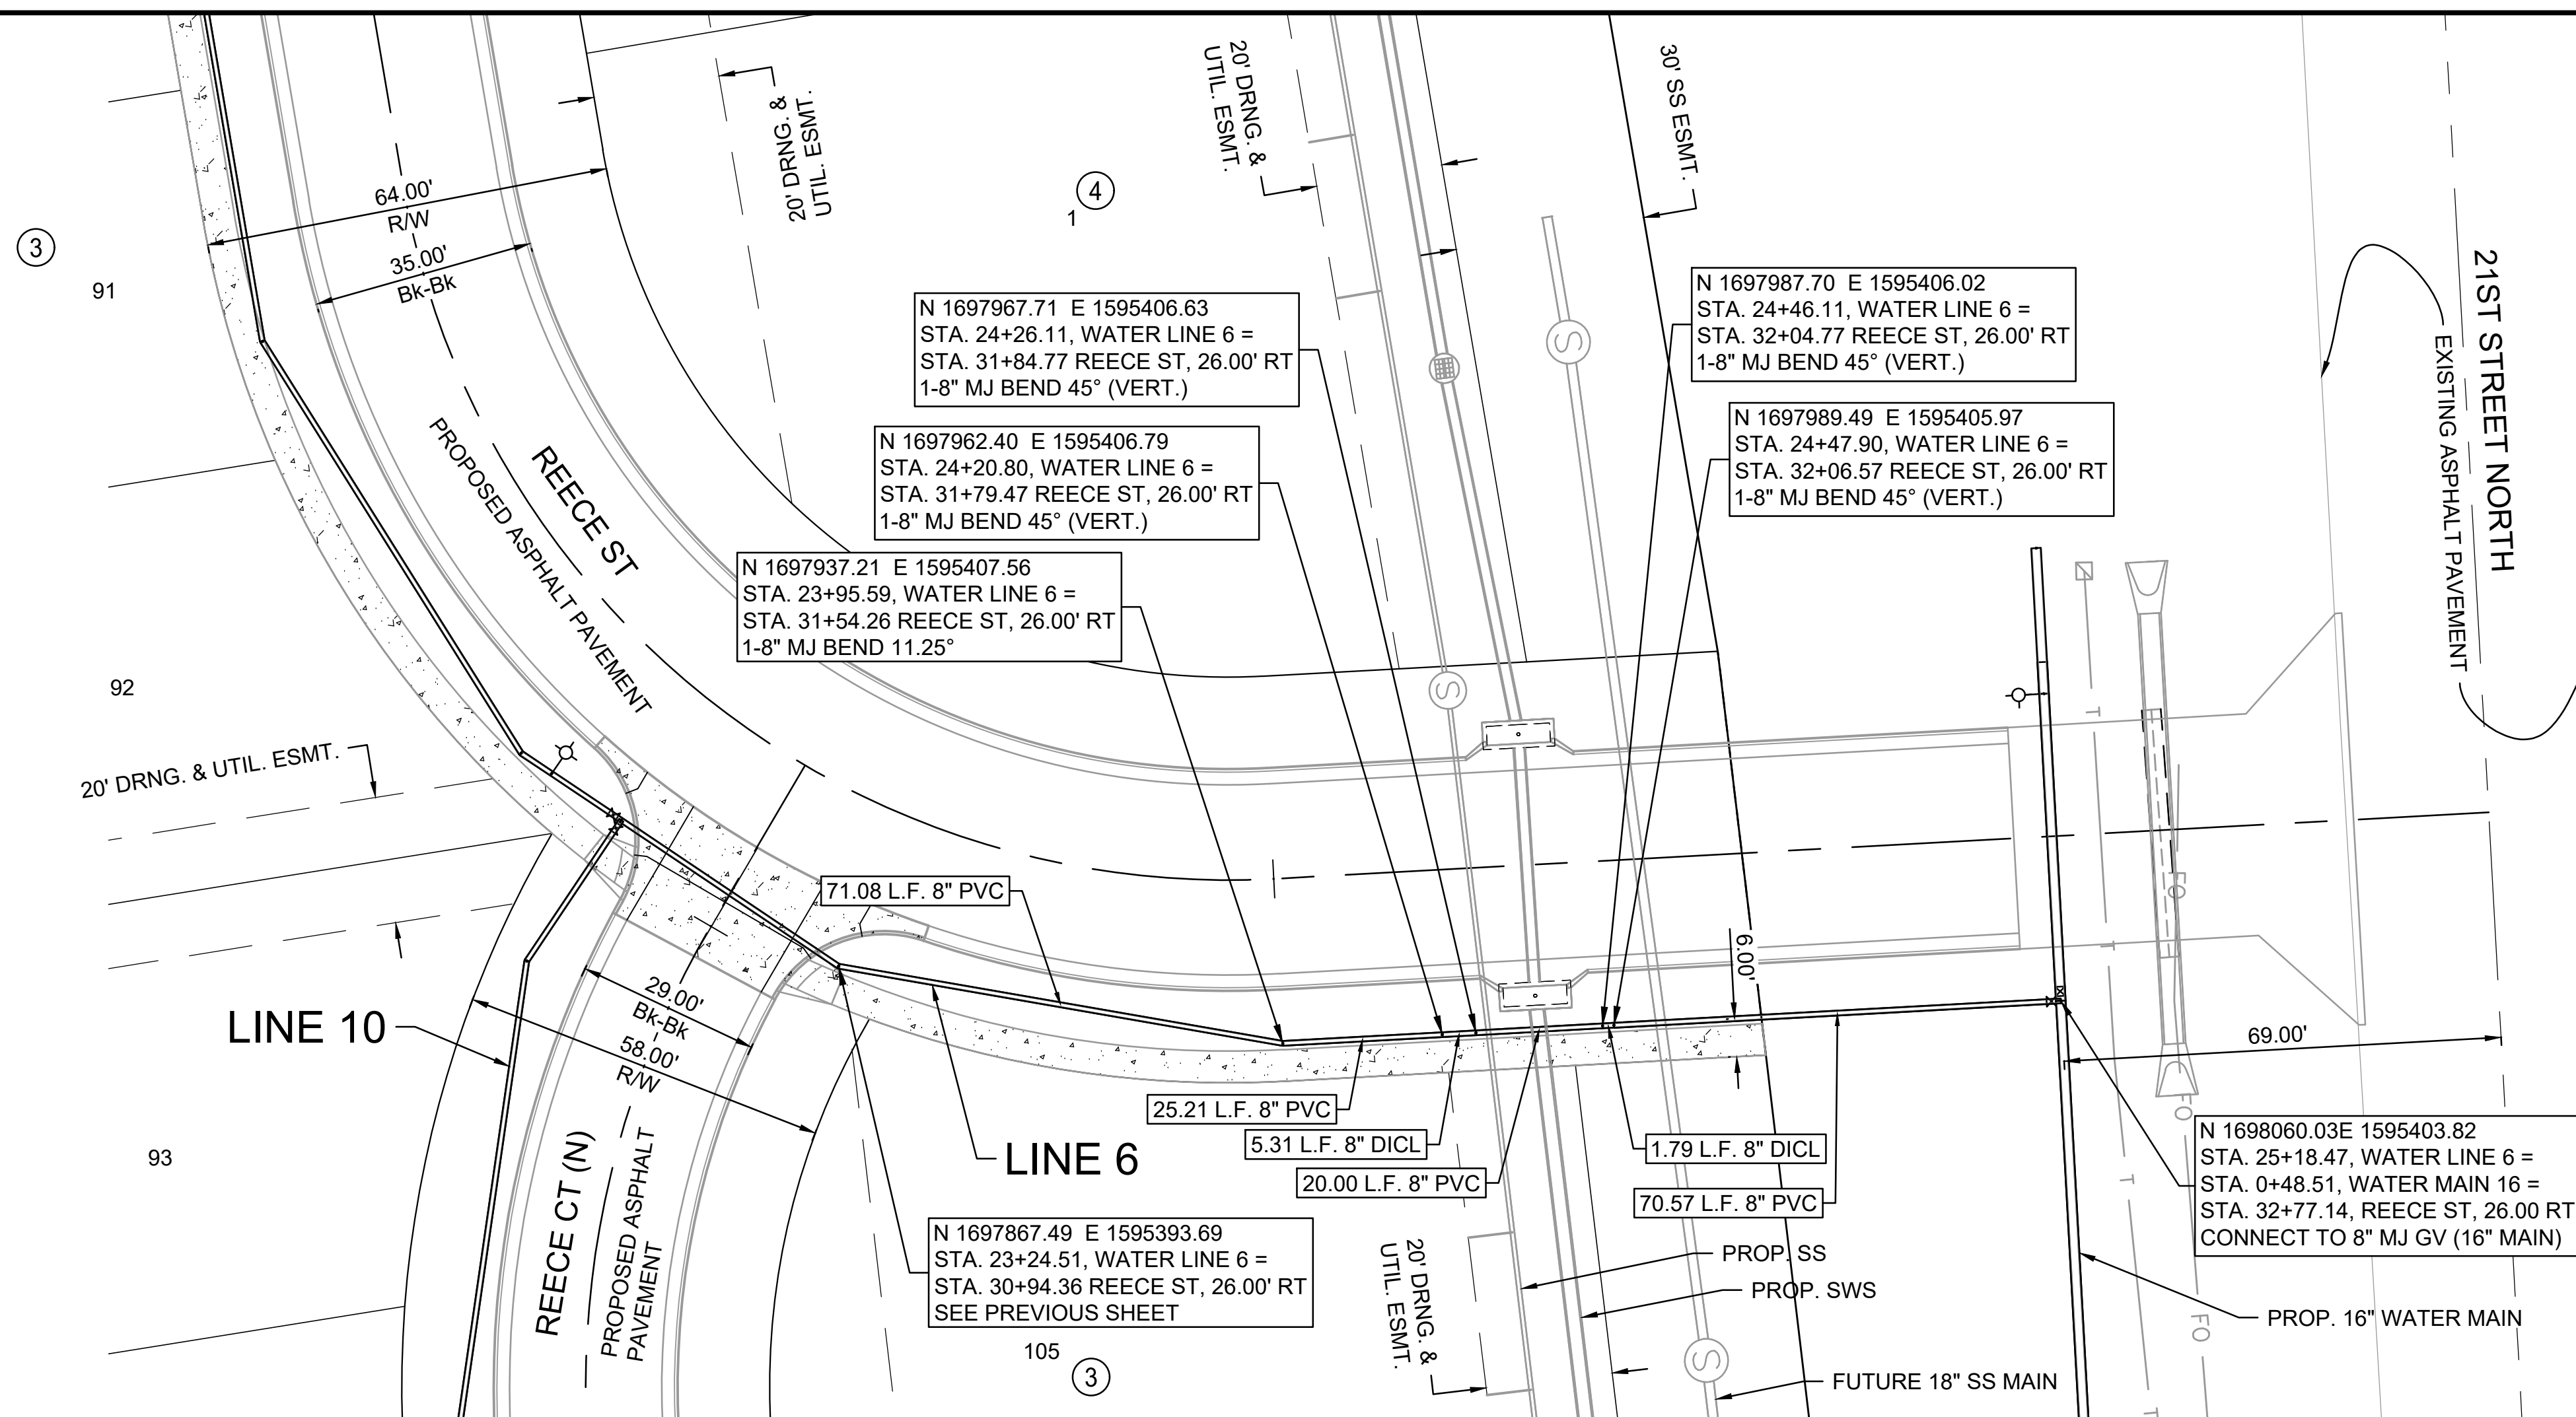 20' DRNG. &
UTIL. ESMT.
20' DRNG. &
UTIL. ESMT.
30' SS ESMT.
64.00'
R/W
35.00'
Bk-Bk
3
91
4
1
21ST STREET NORTH
EXISTING ASPHALT PAVEMENT
N 1697967.71 E 1595406.63
STA. 24+26.11, WATER LINE 6 =
STA. 31+84.77 REECE ST, 26.00' RT
1-8" MJ BEND 45° (VERT.)
N 1697987.70 E 1595406.02
STA. 24+46.11, WATER LINE 6 =
STA. 32+04.77 REECE ST, 26.00' RT
1-8" MJ BEND 45° (VERT.)
N 1697962.40 E 1595406.79
STA. 24+20.80, WATER LINE 6 =
STA. 31+79.47 REECE ST, 26.00' RT
1-8" MJ BEND 45° (VERT.)
N 1697989.49 E 1595405.97
STA. 24+47.90, WATER LINE 6 =
STA. 32+06.57 REECE ST, 26.00' RT
1-8" MJ BEND 45° (VERT.)
N 1697937.21 E 1595407.56
STA. 23+95.59, WATER LINE 6 =
STA. 31+54.26 REECE ST, 26.00' RT
1-8" MJ BEND 11.25°
REECE ST
PROPOSED ASPHALT PAVEMENT
S
S
92
20' DRNG. & UTIL. ESMT.
T
FO
71.08 L.F. 8" PVC
6.00'
T
29.00'
Bk-Bk
58.00'
R/W
LINE 10
69.00'
25.21 L.F. 8" PVC
5.31 L.F. 8" DICL
20.00 L.F. 8" PVC
1.79 L.F. 8" DICL
70.57 L.F. 8" PVC
LINE 6
93
REECE CT (N)
PROPOSED ASPHALT
PAVEMENT
FO
T
N 1698060.03E 1595403.82
STA. 25+18.47, WATER LINE 6 =
STA. 0+48.51, WATER MAIN 16 =
STA. 32+77.14, REECE ST, 26.00 RT
CONNECT TO 8" MJ GV (16" MAIN)
N 1697867.49 E 1595393.69
STA. 23+24.51, WATER LINE 6 =
STA. 30+94.36 REECE ST, 26.00' RT
SEE PREVIOUS SHEET
20' DRNG. &
UTIL. ESMT.
PROP. SS
PROP. SWS
PROP. 16" WATER MAIN
FO
105
3
S
FUTURE 18" SS MAIN
T